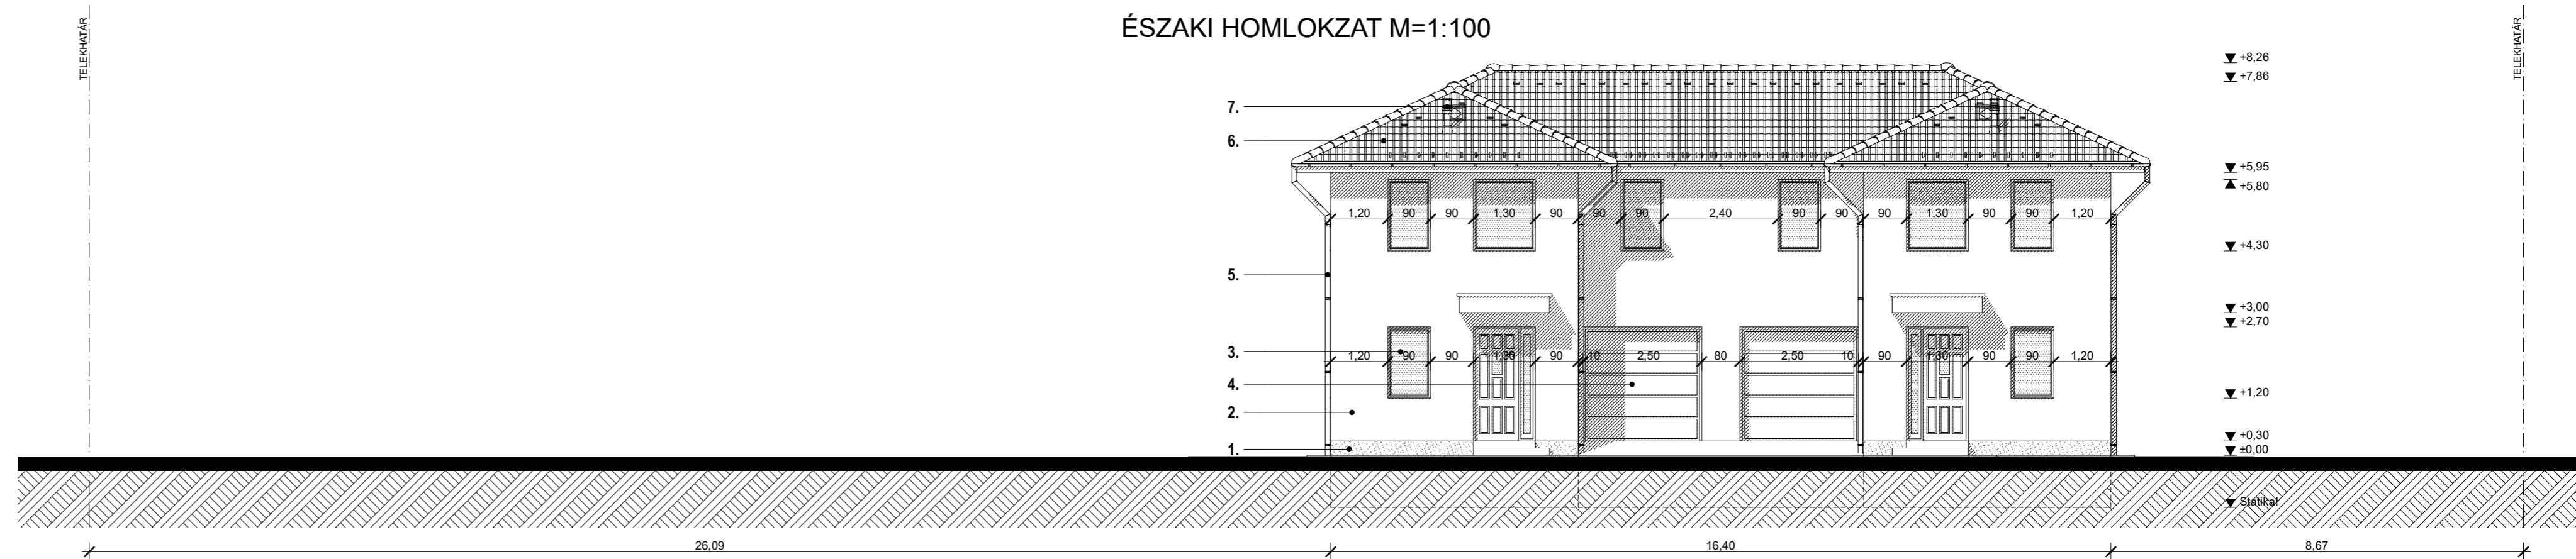 ÉSZAKI HOMLOKZAT M=1:100
TELEKHATÁR
TELEKHATÁR
+8,26
+7,86
7.
6.
+5,95
+5,80
1,20 90 90 1,30 90 90 90 2,40 90 90 90 1,30 90 90 1,20
+4,30
5.
+3,00
+2,70
3.
1,20 90 90 1,30 90 10 2,50 80 2,50 10 90 1,30 90 90 1,20
4.
+1,20
2.
+0,30
1.
±0,00
Statika!
26,09 16,40 8,67